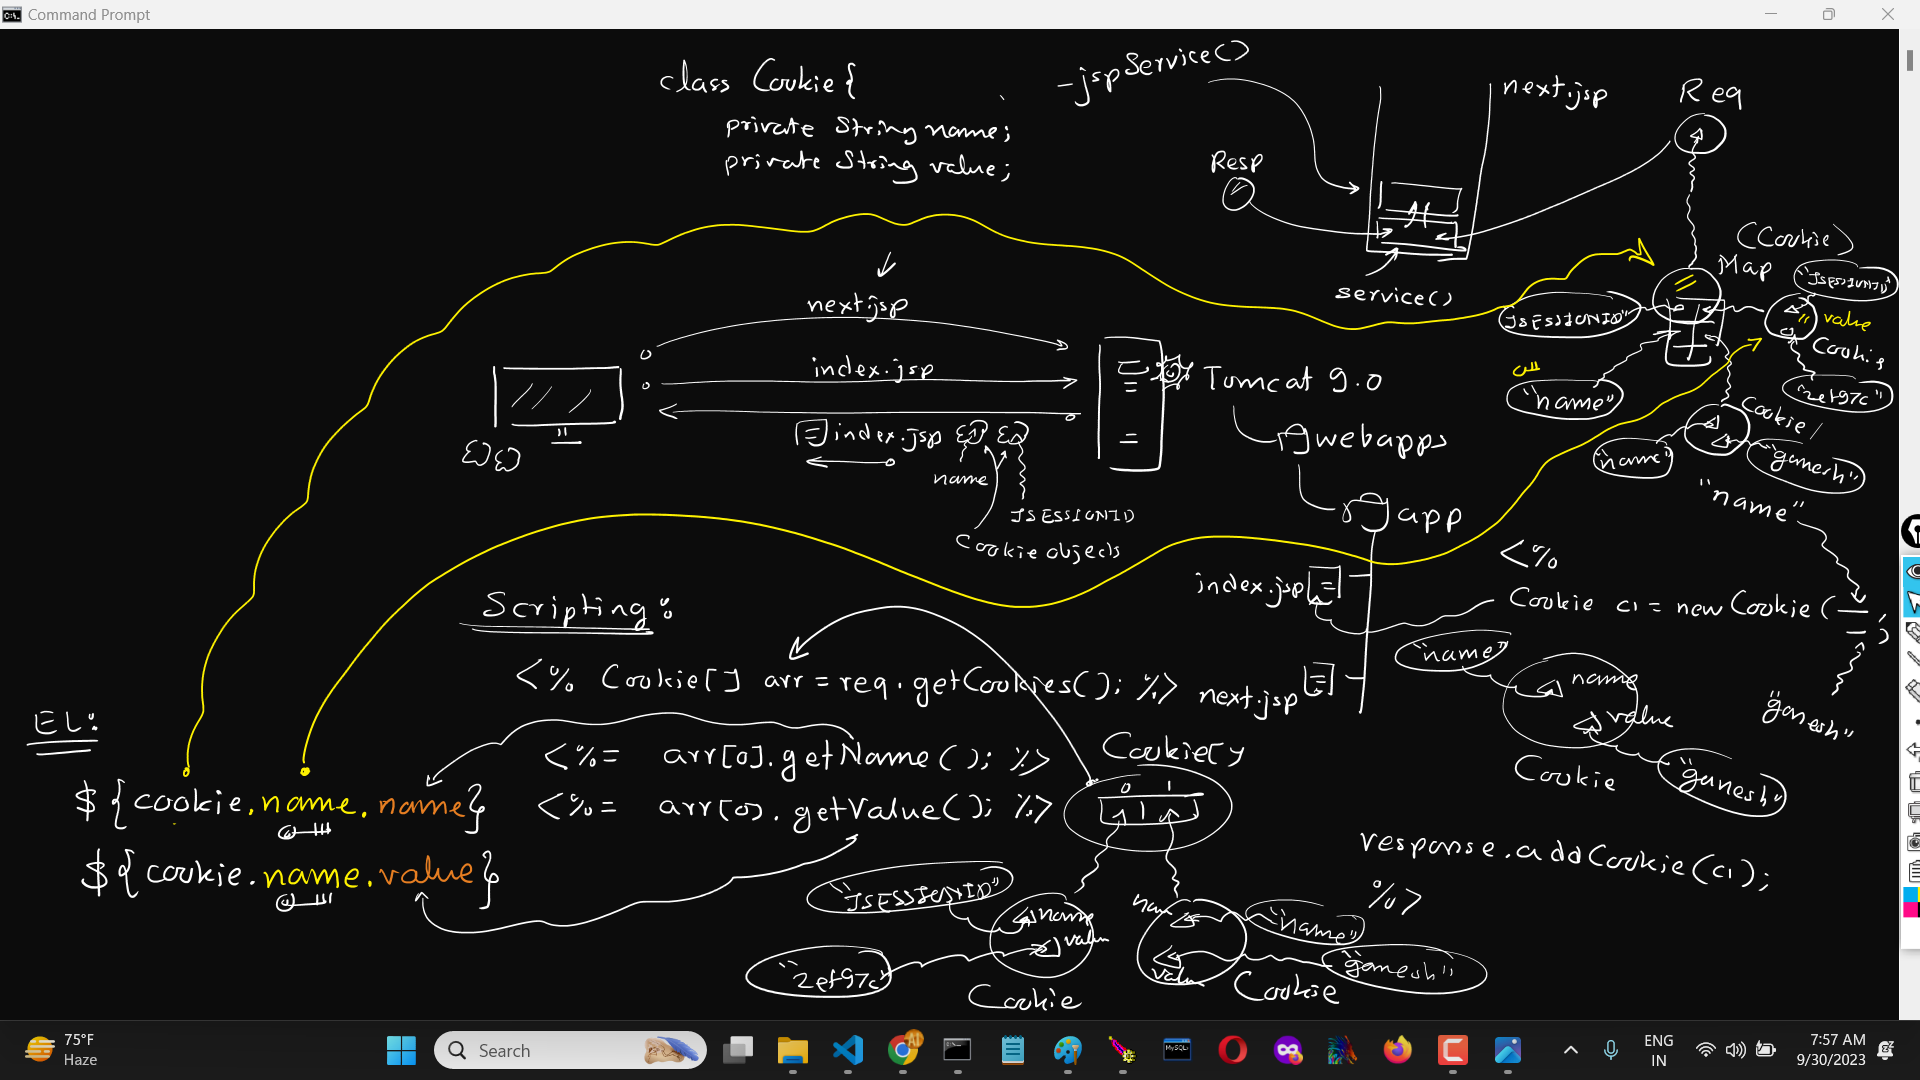 Command Prompt
class Cookie{
private String name;
private String value;
_jspService()
next.jsp
Req
Resp
service()
(Cookie)
Map
"JSESSIONID"
"JSESSIONID"
value
Cookie
"2ef97c"
"name"
Cookie
"name"
"ganesh"
next.jsp
index.jsp
index.jsp
name
JSESSIONID
Cookie objects
Tomcat 9.0
webapps
app
index.jsp
next.jsp
"name"
<%
Cookie c1 = new Cookie(
);
"ganesh"
"name"
name
value
Cookie
"ganesh"
response.addCookie(c1);
%>
Scripting:
<% Cookie[] arr = req.getCookies(); %>
<%= arr[0].getName(); %>
<%= arr[0].getValue(); %>
EL:
${cookie.name.name}
${cookie.name.value}
Cookie[]
0 1
"JSESSIONID"
name
value
"2ef97c"
Cookie
nam
value
"name"
"ganesh"
Cookie
75°F
Haze
Search
ENG
IN
7:57 AM
9/30/2023